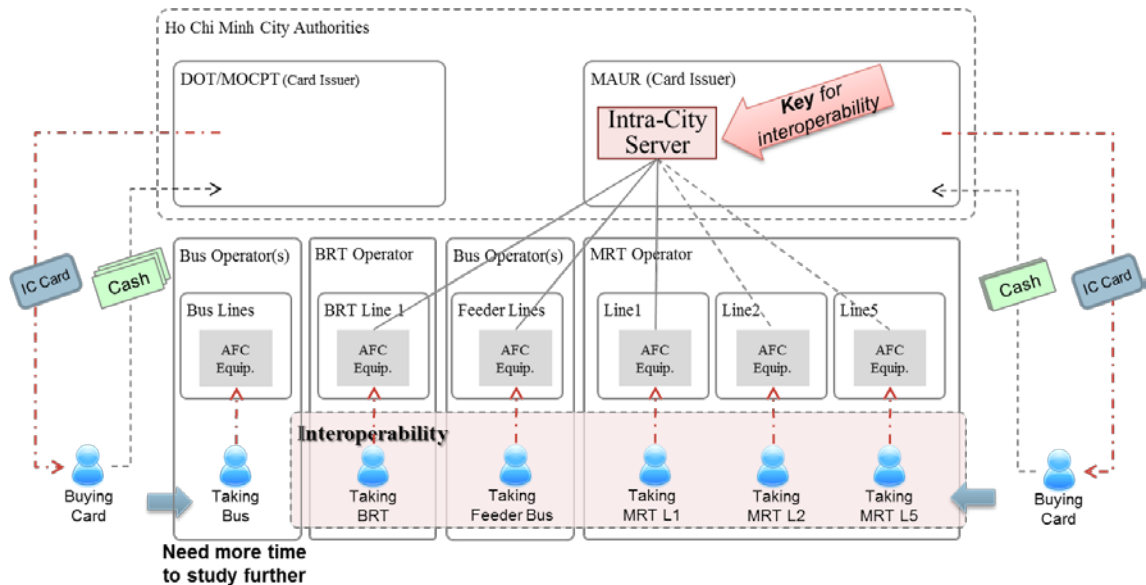 Ho Chi Minh City Authorities
DOT/MOCPT (Card Issuer)
MAUR (Card Issuer)
Intra-City
Server
Key for
interoperability
IC Card
Cash
Cash
IC Card
Bus Operator(s)
BRT Operator
Bus Operator(s)
MRT Operator
Bus Lines
BRT Line 1
Feeder Lines
Line1
Line2
Line5
AFC
Equip.
AFC
Equip.
AFC
Equip.
AFC
Equip.
AFC
Equip.
AFC
Equip.
Interoperability
Buying
Card
Taking
Bus
Taking
BRT
Taking
Feeder Bus
Taking
MRT L1
Taking
MRT L2
Taking
MRT L5
Buying
Card
Need more time
to study further